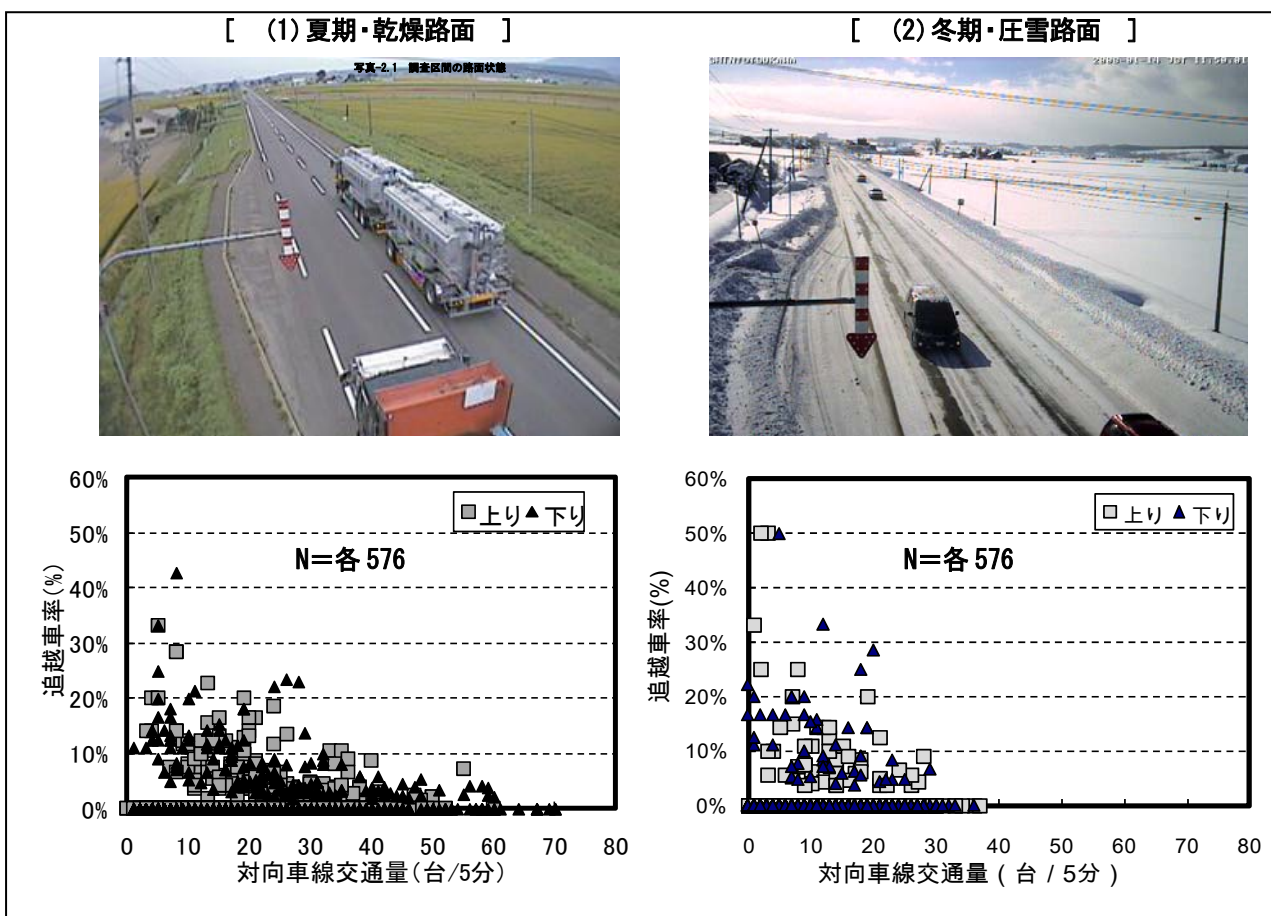 [ (1) 夏期・乾燥路面 ]
写真-2.1 調査区間の路面状態
60%
50%
40%
30%
20%
10%
0%
追越車率(%)
□上り▲下り
N＝各 576
0 10 20 30 40 50 60 70 80
対向車線交通量(台/5分)
[ (2) 冬期・圧雪路面 ]
60%
50%
40%
30%
20%
10%
0%
追越車率(%)
□上り ▲下り
N＝各 576
0 10 20 30 40 50 60 70 80
対向車線交通量 ( 台 / 5分 )